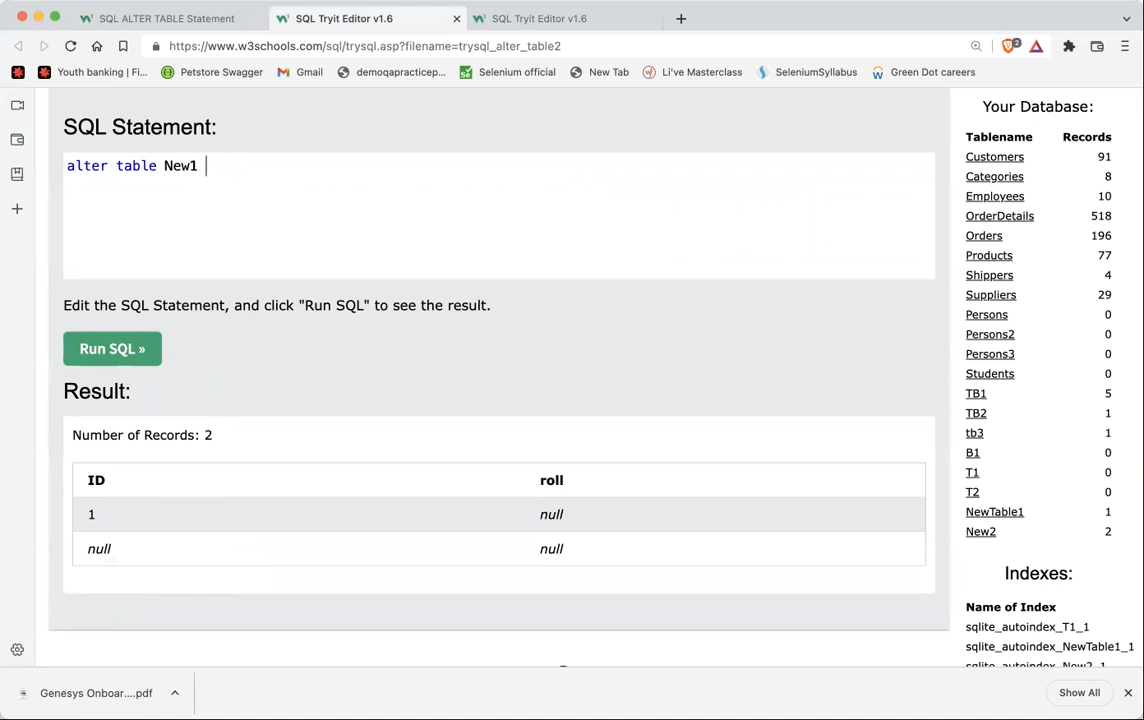 SQL ALTER TABLE Statement
SQL Tryit Editor v1.6
SQL Tryit Editor v1.6
https://www.w3schools.com/sql/trysql.asp?filename=trysql_alter_table2
2
Youth banking | Fi...
Petstore Swagger
Gmail
demoqapracticep...
Selenium official
New Tab
Li've Masterclass
SeleniumSyllabus
Green Dot careers
SQL Statement:
alter table New1
Edit the SQL Statement, and click "Run SQL" to see the result.
Run SQL »
Result:
Number of Records: 2
ID roll
1 null
null null
Your Database:
Tablename Records
Customers 91
Categories 8
Employees 10
OrderDetails 518
Orders 196
Products 77
Shippers 4
Suppliers 29
Persons 0
Persons2 0
Persons3 0
Students 0
TB1 5
TB2 1
tb3 1
B1 0
T1 0
T2 0
NewTable1 1
New2 2
Indexes:
Name of Index
sqlite_autoindex_T1_1
sqlite_autoindex_NewTable1_1
sqlite_autoindex_New2_1
Genesys Onboar....pdf
Show All